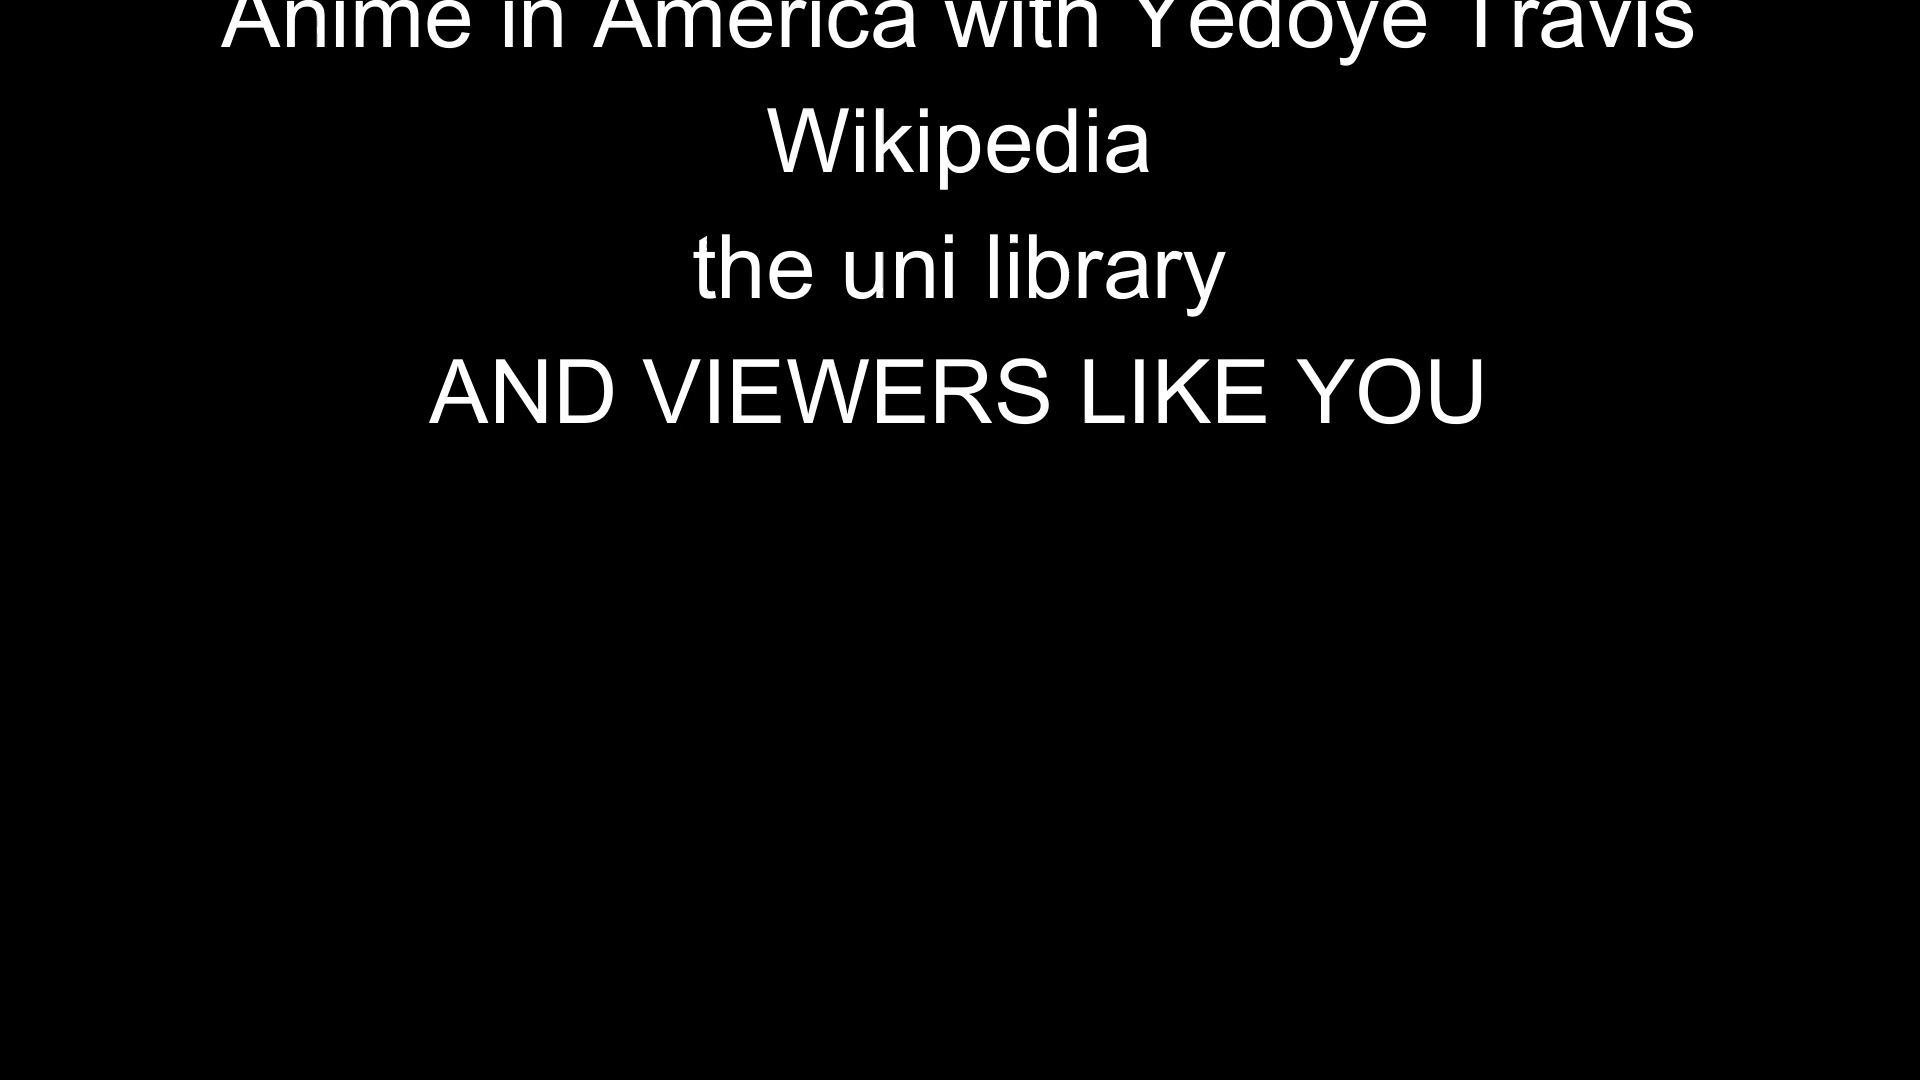 Anime in America with Yedoye Travis
Wikipedia
the uni library
AND VIEWERS LIKE YOU